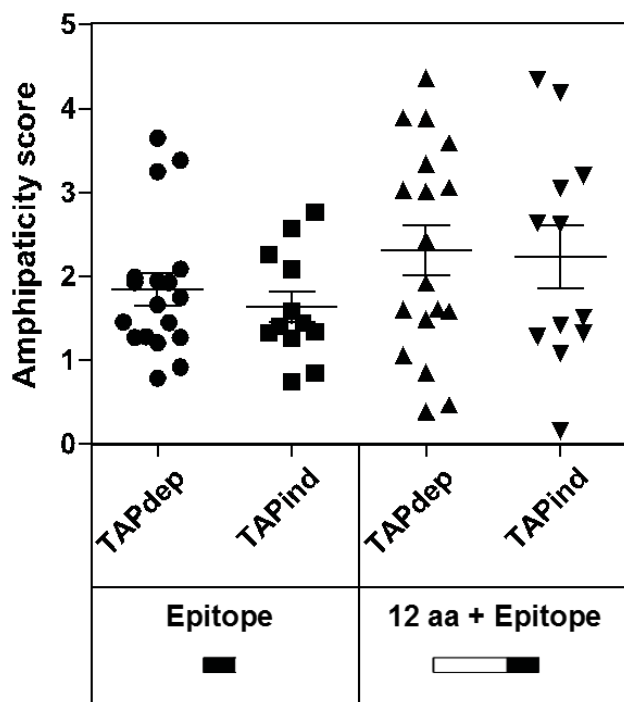 Amphipaticity score
5
4
3
2
1
0
TAPdep
TAPind
TAPdep
TAPind
Epitope
12 aa + Epitope